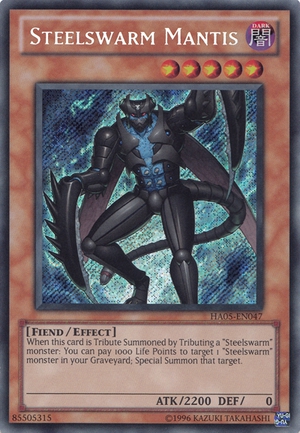 STEELSWARM MANTIS
DARK
闇
HA05-EN047
[FIEND / EFFECT]
When this card is Tribute Summoned by Tributing a "Steelswarm"
monster: You can pay 1000 Life Points to target 1 "Steelswarm"
monster in your Graveyard; Special Summon that target.
ATK/2200 DEF/ 0
85505315
©1996 KAZUKI TAKAHASHI